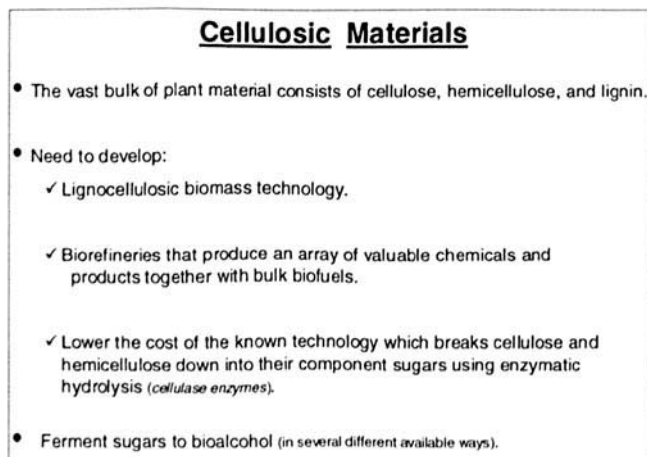 Cellulosic Materials
• The vast bulk of plant material consists of cellulose, hemicellulose, and lignin.
• Need to develop:
✓ Lignocellulosic biomass technology.
✓ Biorefineries that produce an array of valuable chemicals and
products together with bulk biofuels.
✓ Lower the cost of the known technology which breaks cellulose and
hemicellulose down into their component sugars using enzymatic
hydrolysis (cellulase enzymes).
• Ferment sugars to bioalcohol (in several different available ways).